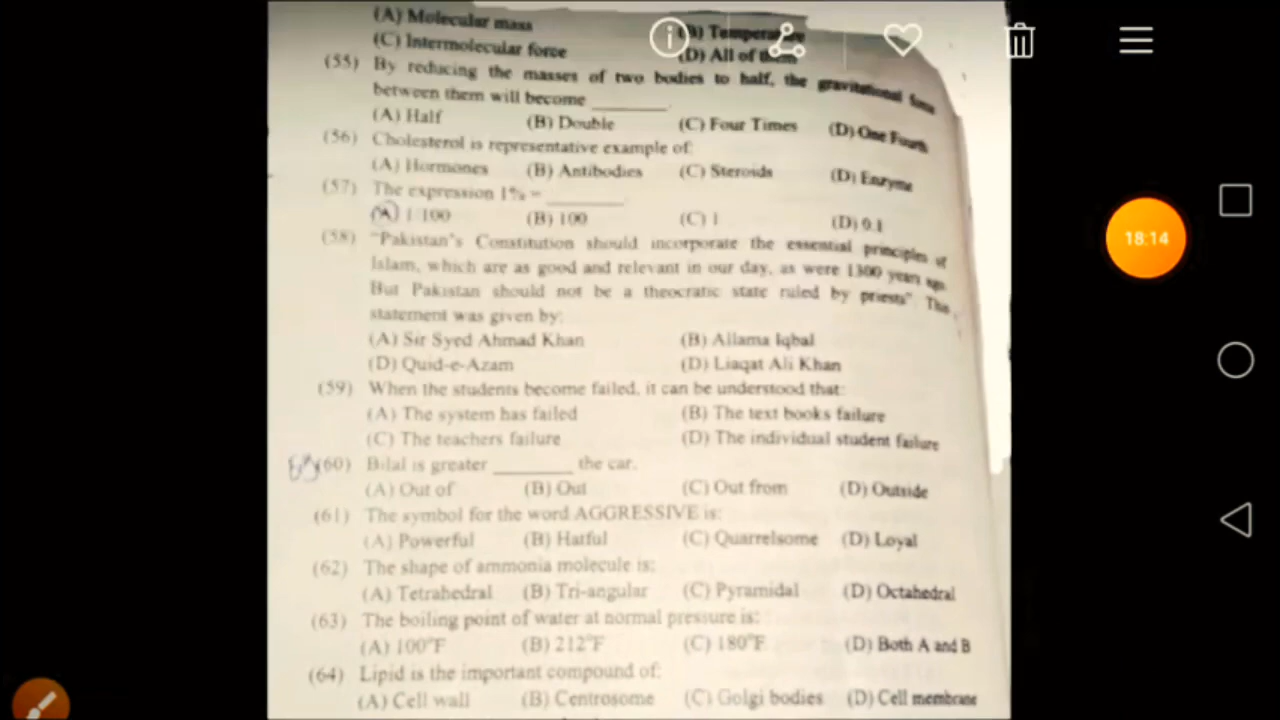 (A) Molecular mass (B) Temperature
(C) Intermolecular force (D) All of them
(55) By reducing the masses of two bodies to half, the gravitational force
between them will become ________.
(A) Half (B) Double (C) Four Times (D) One Fourth
(56) Cholesterol is representative example of:
(A) Hormones (B) Antibodies (C) Steroids (D) Enzyme
(57) The expression 1% = ________.
(A) 1/100 (B) 100 (C) 1 (D) 0.1
(58) "Pakistan's Constitution should incorporate the essential principles of
Islam, which are as good and relevant in our day, as were 1300 years ago.
But Pakistan should not be a theocratic state ruled by priests" This
statement was given by:
(A) Sir Syed Ahmad Khan (B) Allama Iqbal
(D) Quid-e-Azam (D) Liaqat Ali Khan
(59) When the students become failed, it can be understood that:
(A) The system has failed (B) The text books failure
(C) The teachers failure (D) The individual student failure
(60) Bilal is greater ________ the car.
(A) Out of (B) Out (C) Out from (D) Outside
(61) The symbol for the word AGGRESSIVE is:
(A) Powerful (B) Hatful (C) Quarrelsome (D) Loyal
(62) The shape of ammonia molecule is:
(A) Tetrahedral (B) Tri-angular (C) Pyramidal (D) Octahedral
(63) The boiling point of water at normal pressure is:
(A) 100°F (B) 212°F (C) 180°F (D) Both A and B
(64) Lipid is the important compound of:
(A) Cell wall (B) Centrosome (C) Golgi bodies (D) Cell membrane
18:14